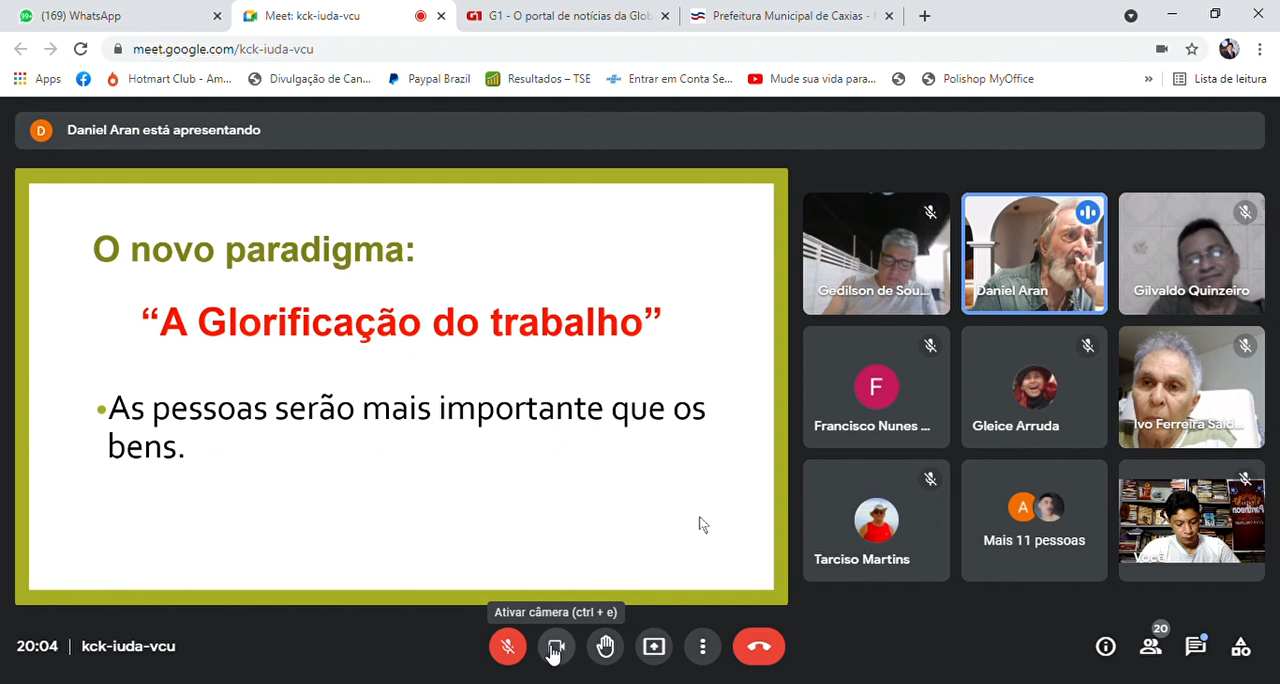 (169) WhatsApp
Meet: kck-iuda-vcu
G1 - O portal de notícias da Glob
Prefeitura Municipal de Caxias -
meet.google.com/kck-iuda-vcu
Apps
Hotmart Club - Am...
Divulgação de Can...
Paypal Brazil
Resultados – TSE
Entrar em Conta Se...
Mude sua vida para...
Polishop MyOffice
»
Lista de leitura
D
Daniel Aran está apresentando
O novo paradigma:
“A Glorificação do trabalho”
•As pessoas serão mais importante que os
bens.
Gedilson de Sou...
Daniel Aran
Gilvaldo Quinzeiro
F
Francisco Nunes ...
Gleice Arruda
Ivo Ferreira Said...
Tarciso Martins
A
Mais 11 pessoas
Pantheon
Você
Ativar câmera (ctrl + e)
20:04
kck-iuda-vcu
20